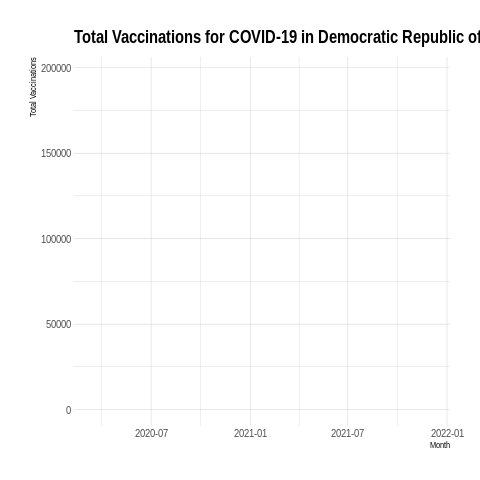 Total Vaccinations for COVID-19 in Democratic Republic of
Total Vaccinations
200000
150000
100000
50000
0
2020-07 2021-01 2021-07 2022-01
Month